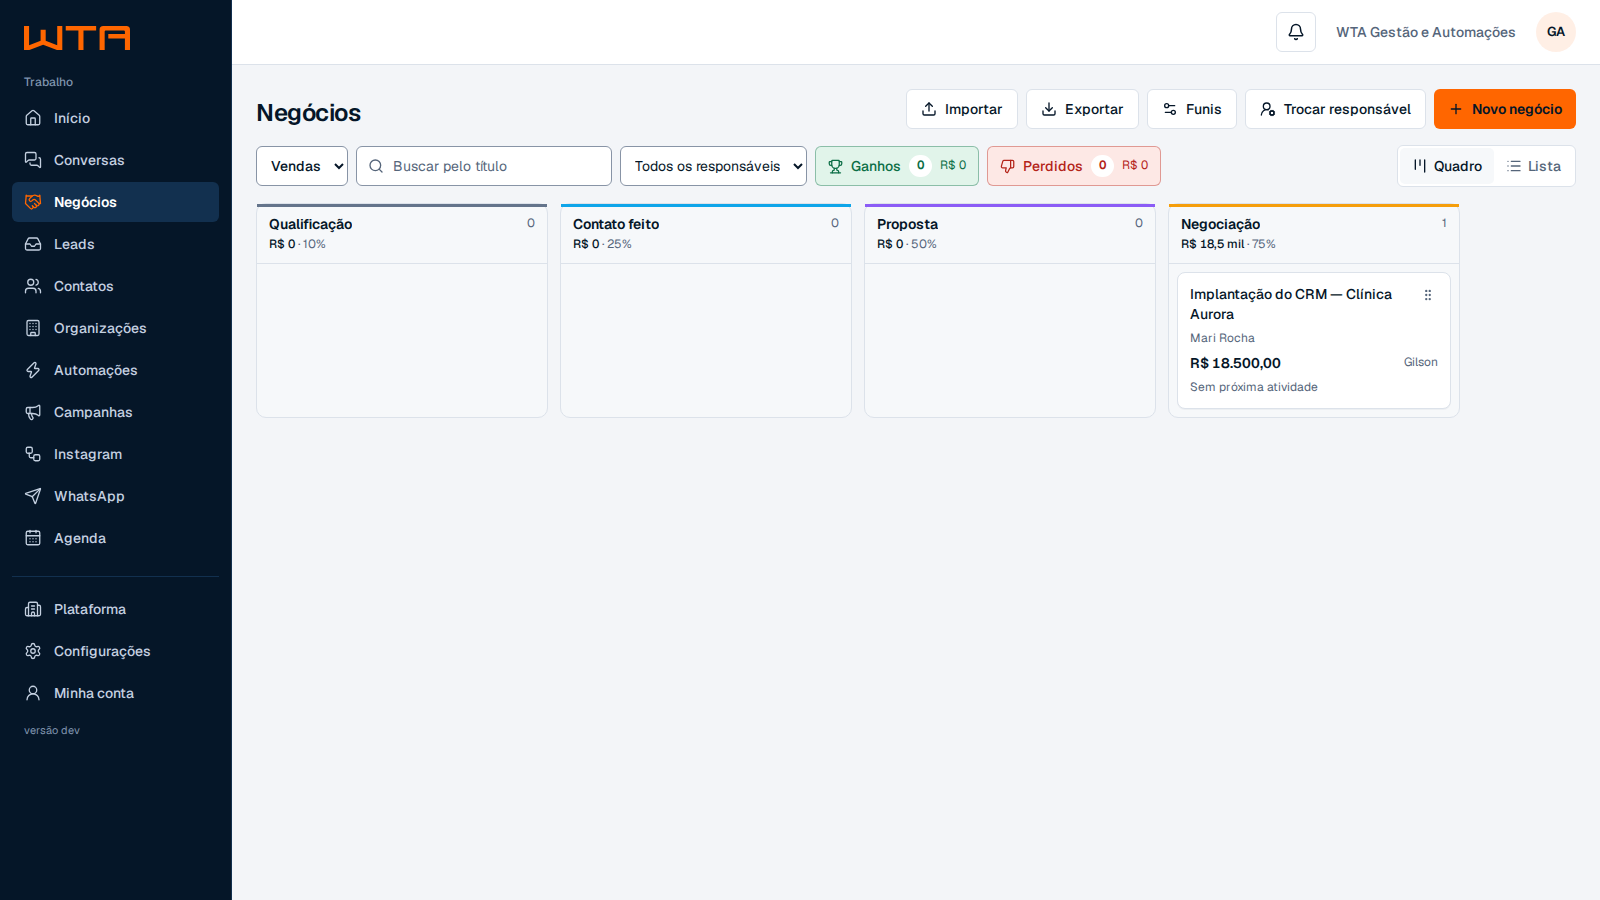 WTA
WTA Gestão e Automações
GA
Trabalho
Início
Conversas
Negócios
Leads
Contatos
Organizações
Automações
Campanhas
Instagram
WhatsApp
Agenda
Plataforma
Configurações
Minha conta
versão dev
Negócios
Importar
Exportar
Funis
Trocar responsável
Novo negócio
Vendas
Buscar pelo título
Todos os responsáveis
Ganhos 0 R$ 0
Perdidos 0 R$ 0
Quadro
Lista
Qualificação 0
R$ 0 · 10%
Contato feito 0
R$ 0 · 25%
Proposta 0
R$ 0 · 50%
Negociação 1
R$ 18,5 mil · 75%
Implantação do CRM — Clínica
Aurora
Mari Rocha
R$ 18.500,00 Gilson
Sem próxima atividade